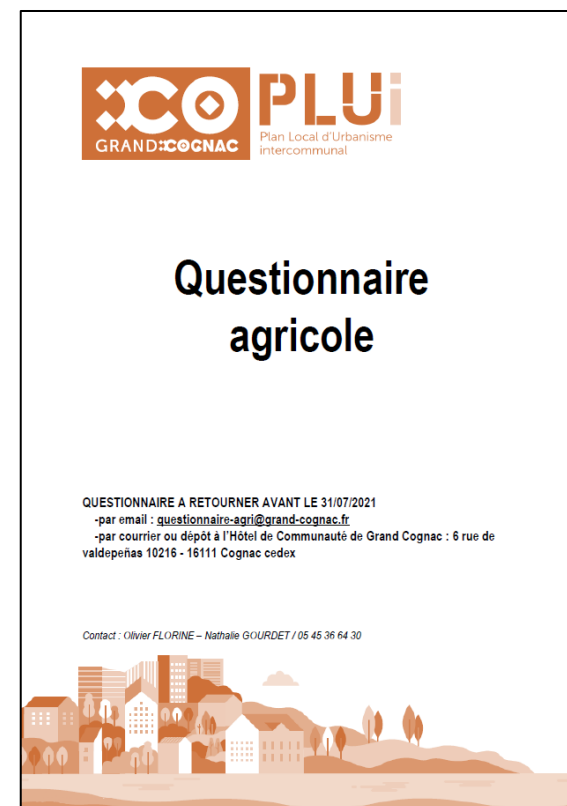 GRAND COGNAC
PLUi
Plan Local d'Urbanisme
intercommunal
Questionnaire
agricole
QUESTIONNAIRE A RETOURNER AVANT LE 31/07/2021
-par email : questionnaire-agri@grand-cognac.fr
-par courrier ou dépôt à l'Hôtel de Communauté de Grand Cognac : 6 rue de
valdepeñas 10216 - 16111 Cognac cedex
Contact : Olivier FLORINE – Nathalie GOURDET / 05 45 36 64 30